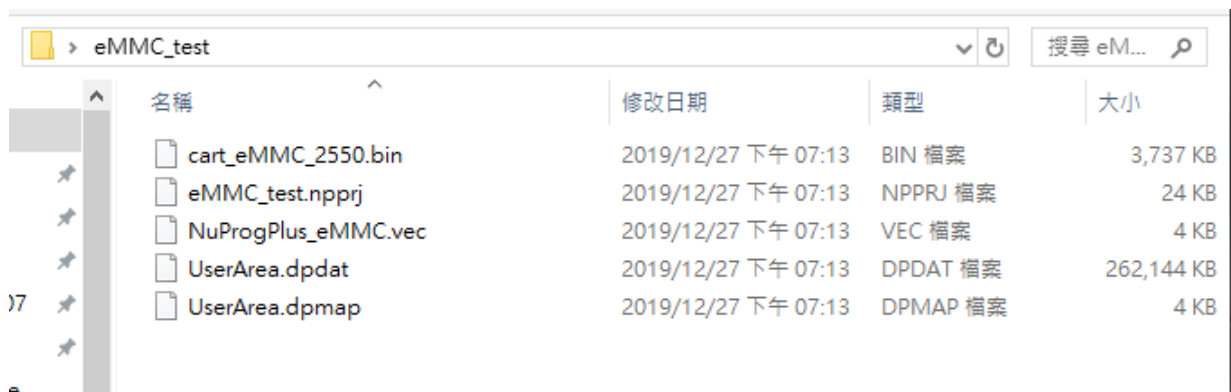 eMMC_test
搜尋 eM...
名稱 修改日期 類型 大小
cart_eMMC_2550.bin 2019/12/27 下午 07:13 BIN 檔案 3,737 KB
eMMC_test.npprj 2019/12/27 下午 07:13 NPPRJ 檔案 24 KB
NuProgPlus_eMMC.vec 2019/12/27 下午 07:13 VEC 檔案 4 KB
UserArea.dpdat 2019/12/27 下午 07:13 DPDAT 檔案 262,144 KB
07 UserArea.dpmap 2019/12/27 下午 07:13 DPMAP 檔案 4 KB